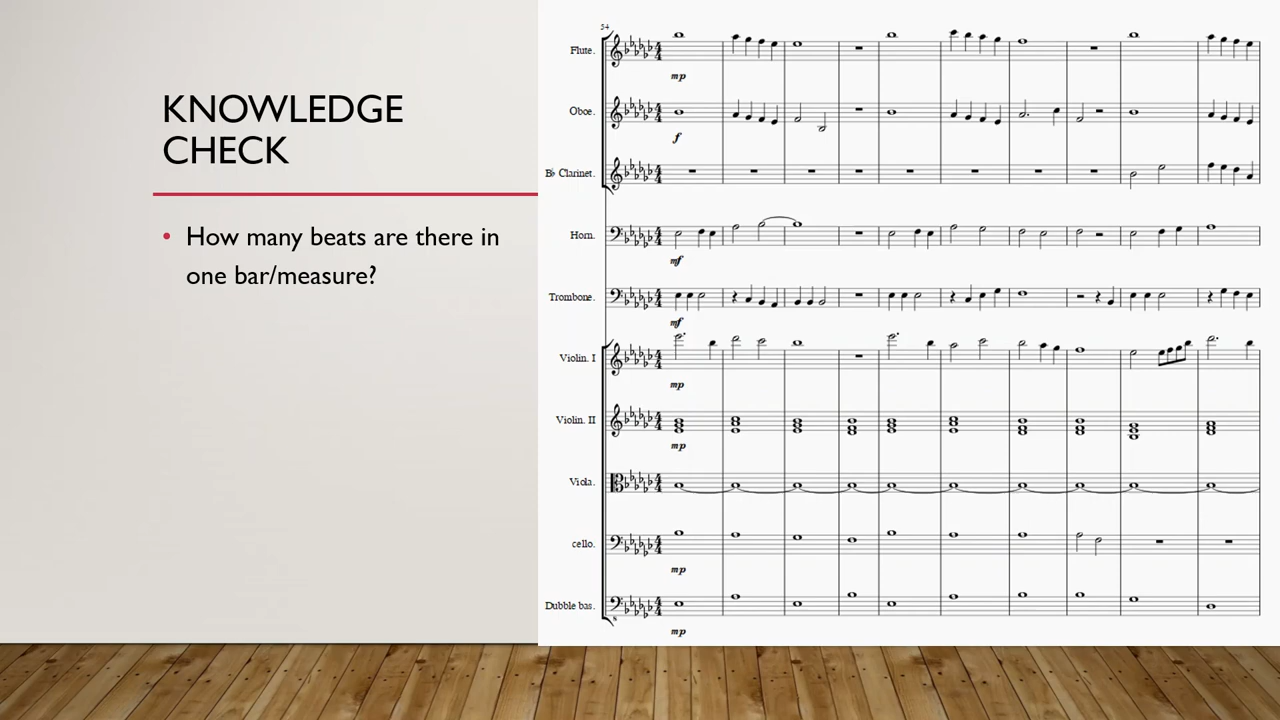 KNOWLEDGE
CHECK
• How many beats are there in
one bar/measure?
54
Flute.
mp
Oboe.
f
B♭ Clarinet.
Horn.
mf
Trombone.
mf
Violin. I
mp
Violin. II
mp
Viola.
cello.
mp
Dubble bas.
8
mp